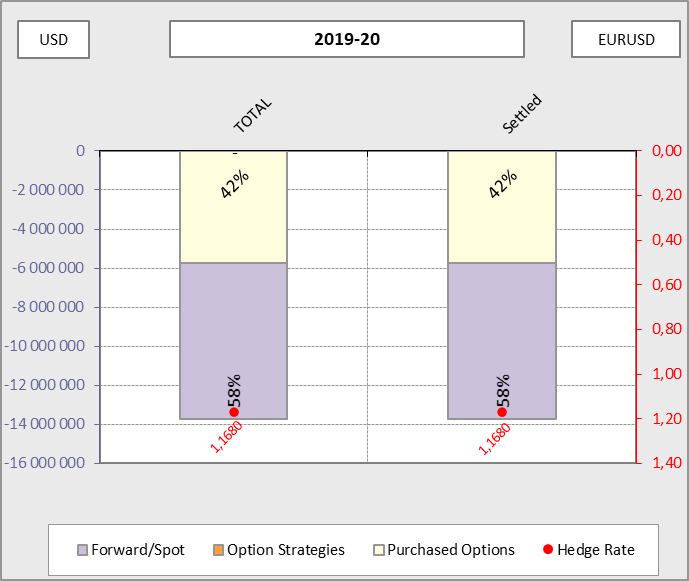 USD 2019-20 EURUSD
TOTAL Settled
0 0,00
-2 000 000 0,20
-4 000 000 0,40
-6 000 000 0,60
-8 000 000 0,80
-10 000 000 1,00
-12 000 000 1,20
-14 000 000 1,40
-16 000 000
42% 42%
58% 58%
1,1680 1,1680
Forward/Spot Option Strategies Purchased Options Hedge Rate